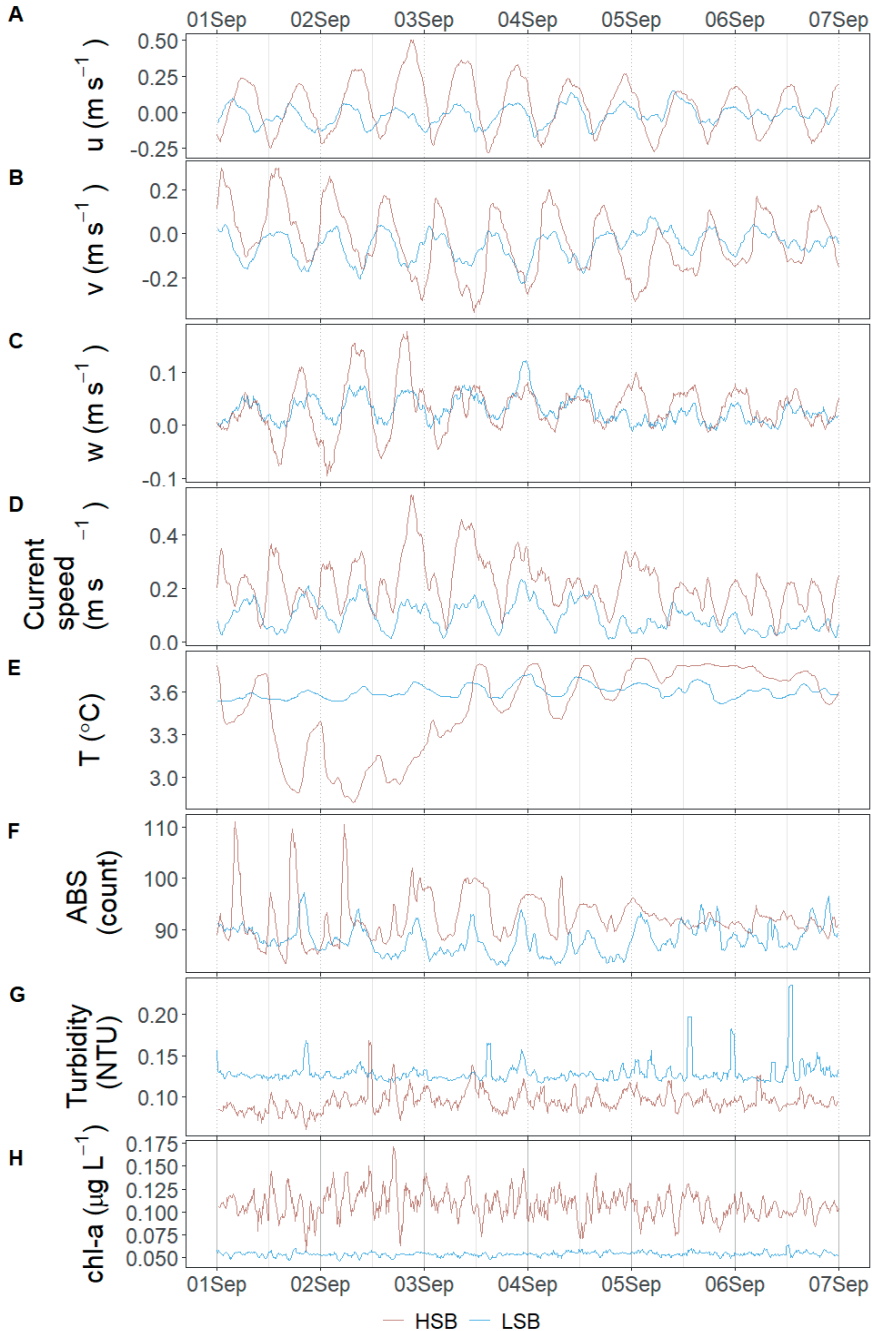 A
01Sep 02Sep 03Sep 04Sep 05Sep 06Sep 07Sep
0.50
0.25
0.00
-0.25
u (m s⁻¹)
B
0.2
0.0
-0.2
v (m s⁻¹)
C
0.1
0.0
-0.1
w (m s⁻¹)
D
0.4
0.2
0.0
Current
speed
(m s⁻¹)
E
3.6
3.3
3.0
T (°C)
F
110
100
90
ABS
(count)
G
0.20
0.15
0.10
Turbidity
(NTU)
H
0.175
0.150
0.125
0.100
0.075
0.050
chl-a (μg L⁻¹)
01Sep 02Sep 03Sep 04Sep 05Sep 06Sep 07Sep
HSB LSB